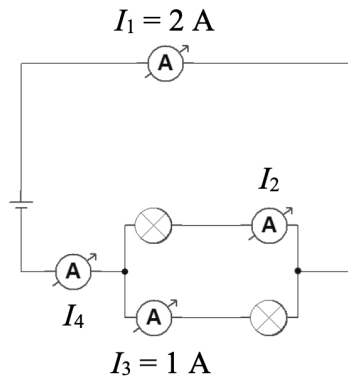 I₁ = 2 A
A
I₂
A
A
I₄
A
I₃ = 1 A